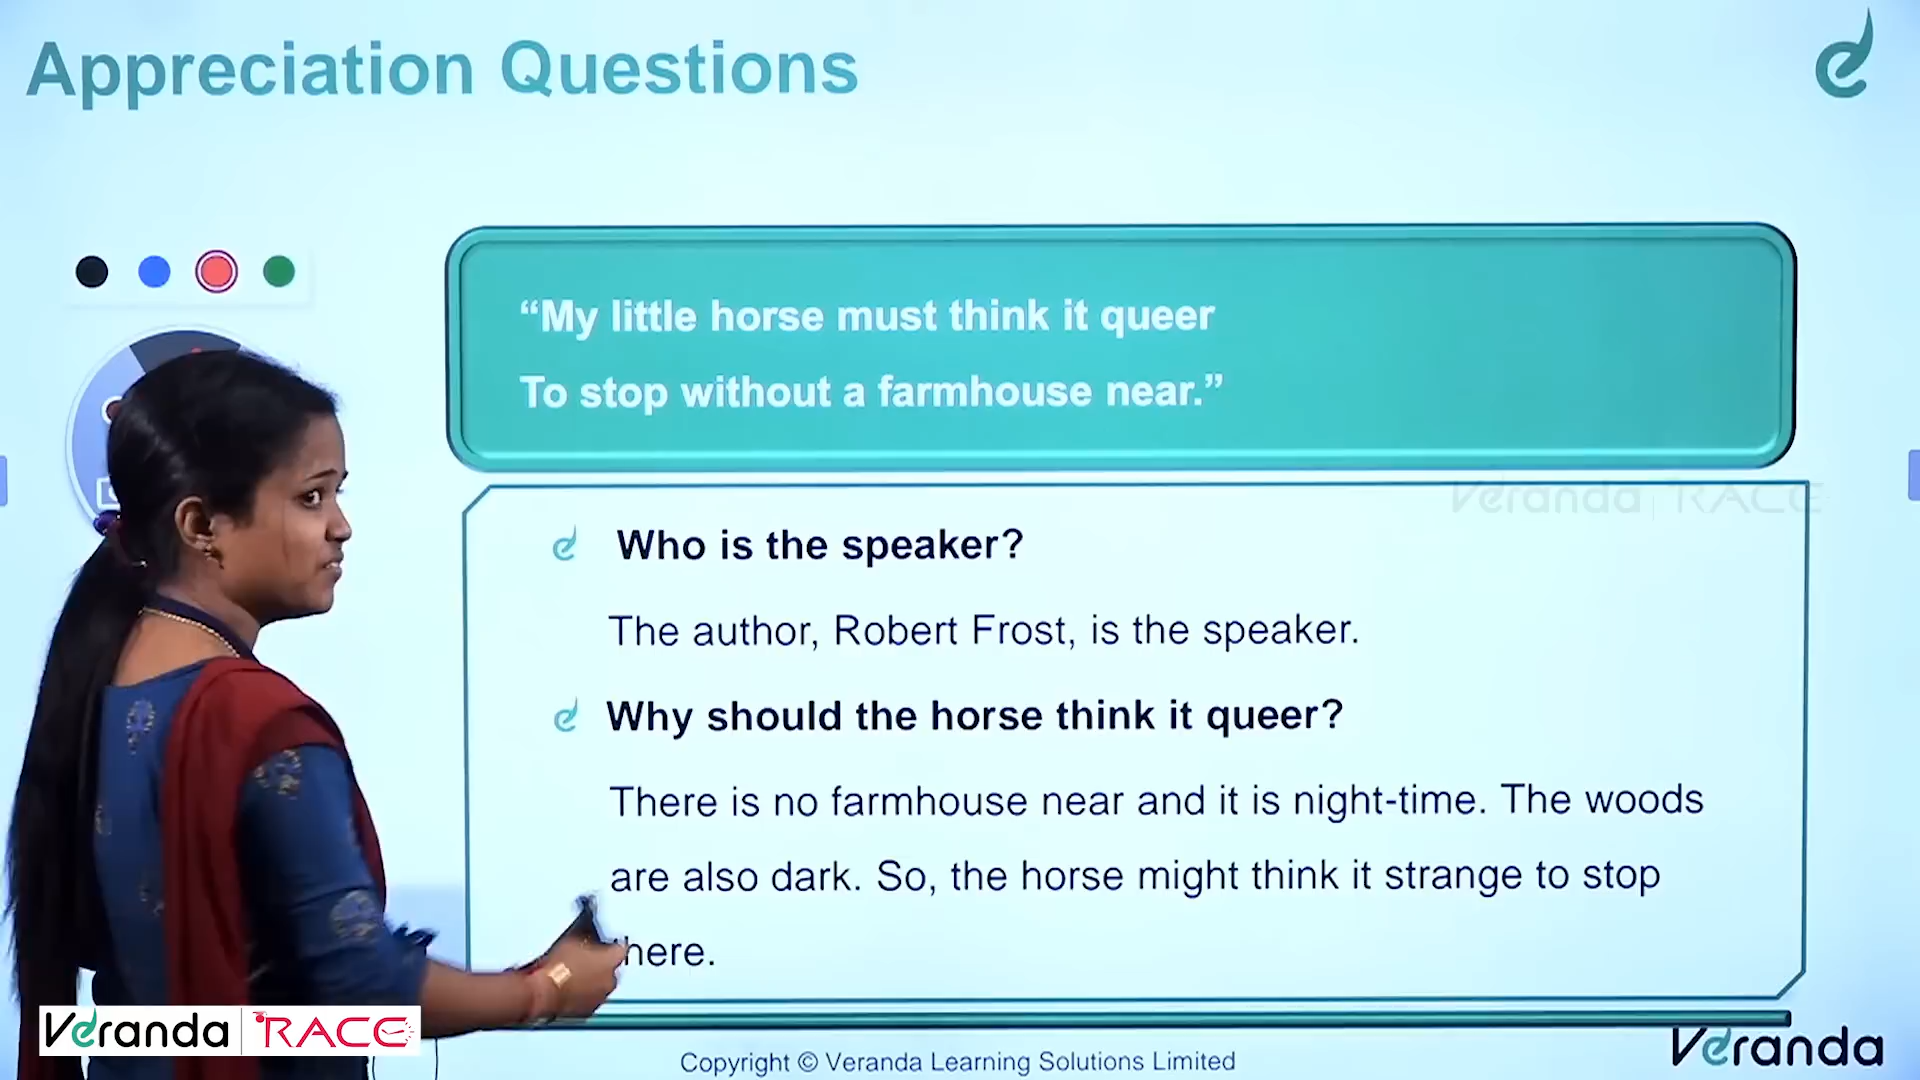 Appreciation Questions
“My little horse must think it queer
To stop without a farmhouse near.”
Veranda RACE
Who is the speaker?
The author, Robert Frost, is the speaker.
Why should the horse think it queer?
There is no farmhouse near and it is night-time. The woods
are also dark. So, the horse might think it strange to stop
there.
Veranda RACE
Veranda
Copyright © Veranda Learning Solutions Limited